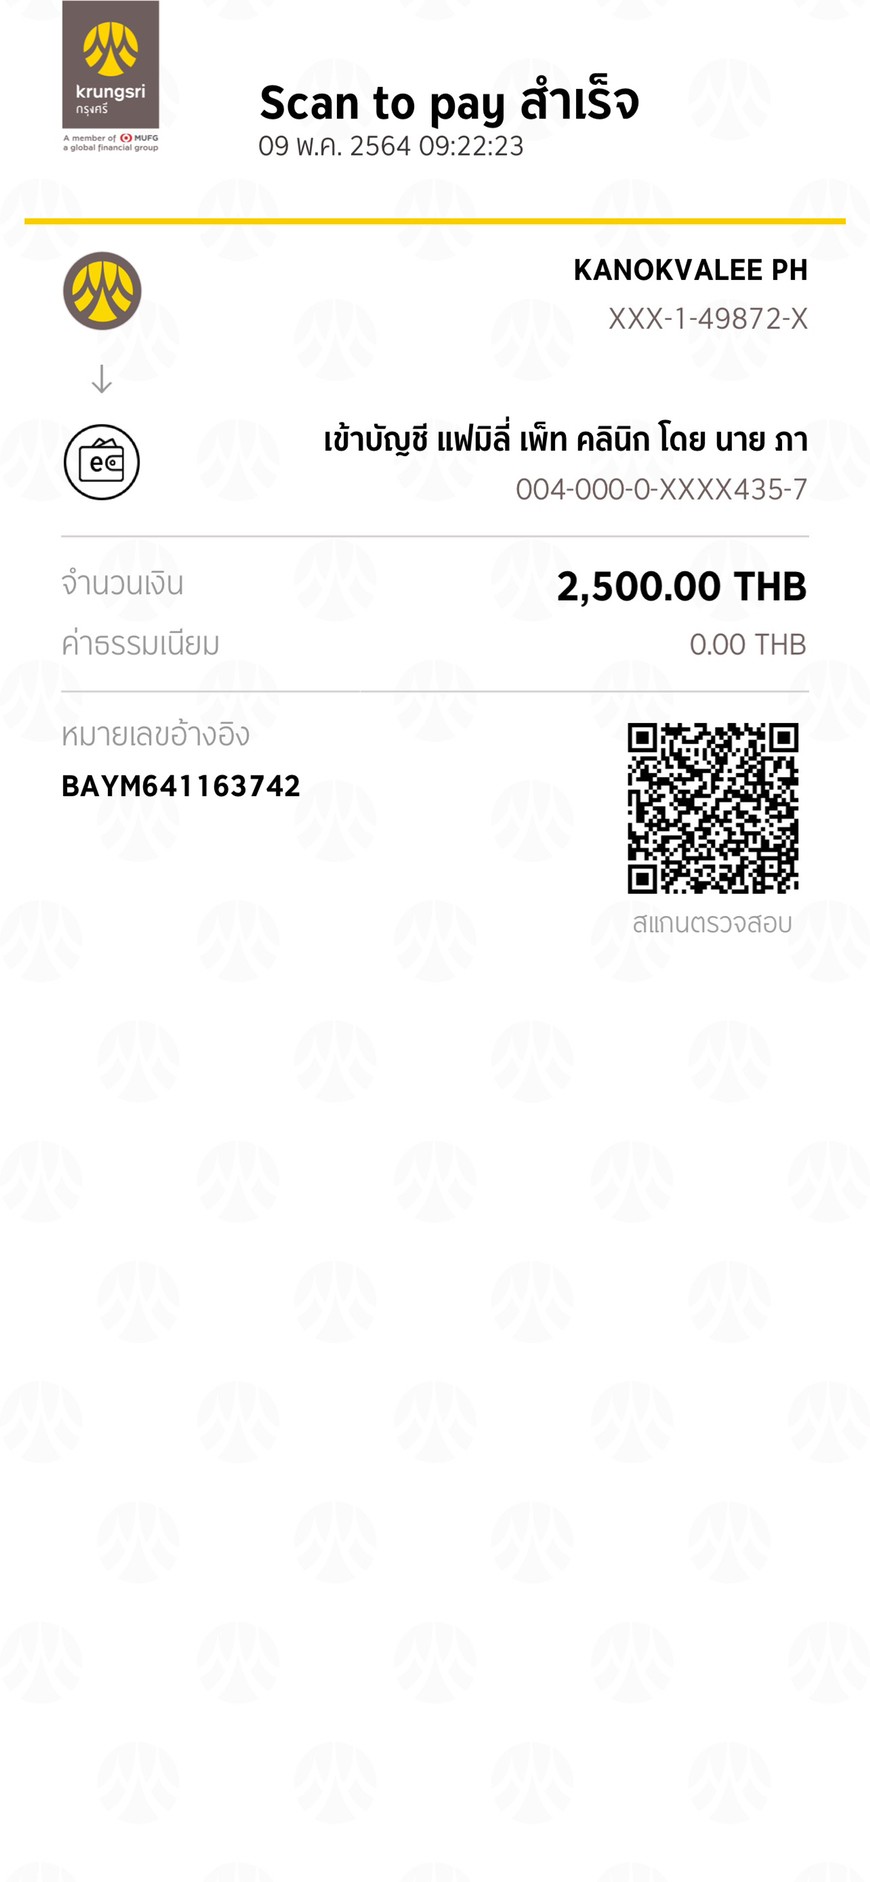 krungsri
กรุงศรี
A member of MUFG
a global financial group
Scan to pay สำเร็จ
09 พ.ค. 2564 09:22:23
KANOKVALEE PH
XXX-1-49872-X
เข้าบัญชี แฟมิลี่ เพ็ท คลินิก โดย นาย ภา
004-000-0-XXXX435-7
จำนวนเงิน
2,500.00 THB
ค่าธรรมเนียม
0.00 THB
หมายเลขอ้างอิง
BAYM641163742
สแกนตรวจสอบ